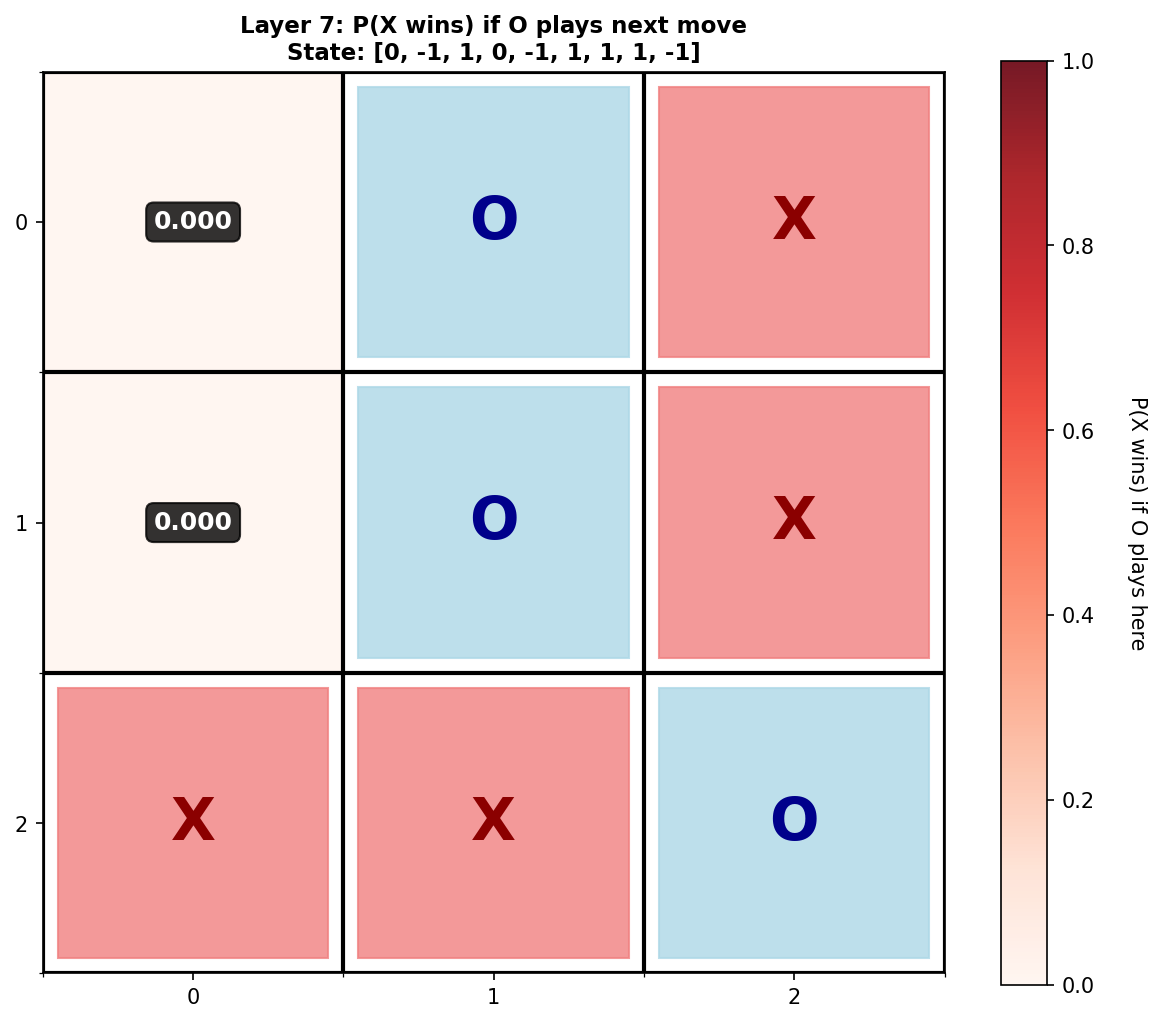 Layer 7: P(X wins) if O plays next move
State: [0, -1, 1, 0, -1, 1, 1, 1, -1]
0
0.000
O
X
1
0.000
O
X
2
X
X
O
0
1
2
1.0
0.8
0.6
0.4
0.2
0.0
P(X wins) if O plays here